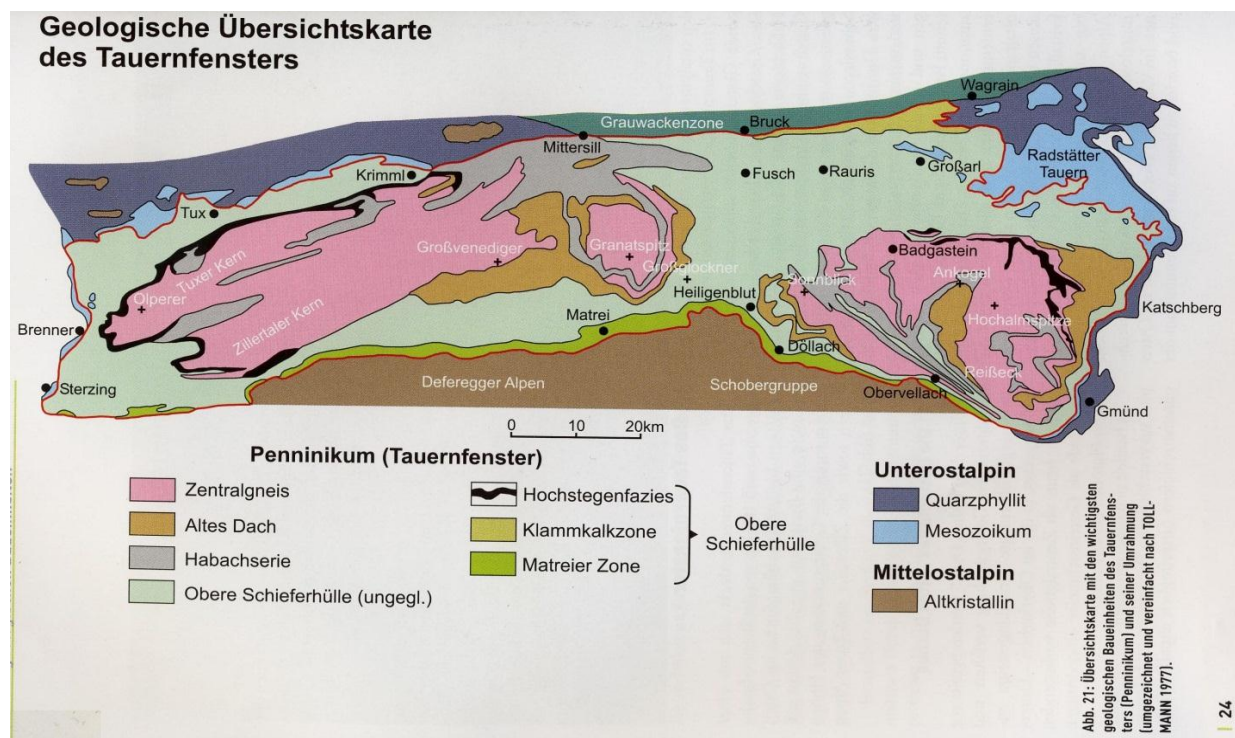 Geologische Übersichtskarte
des Tauernfensters
Wagrain
Grauwackenzone
Bruck
Mittersill
Radstätter
Tauern
Krimml
Fusch
Rauris
Großarl
Tux
Großvenediger
Granatspitz
Badgastein
Tuxer Kern
Großglockner
Sonnblick
Ankogel
Olperer
Heiligenblut
Katschberg
Brenner
Zillertaler Kern
Matrei
Hochalmspitze
Döllach
Reißeck
Sterzing
Deferegger Alpen
Schobergruppe
Obervellach
Gmünd
0 10 20km
Penninikum (Tauernfenster)
Zentralgneis
Altes Dach
Habachserie
Obere Schieferhülle (ungegl.)
Hochstegenfazies
Klammkalkzone
Matreier Zone
Obere
Schieferhülle
Unterostalpin
Quarzphyllit
Mesozoikum
Mittelostalpin
Altkristallin
Abb. 21: Übersichtskarte mit den wichtigsten
geologischen Baueinheiten des Tauernfens-
ters (Penninikum) und seiner Umrahmung
(umgezeichnet und vereinfacht nach TOLL-
MANN 1977).
24